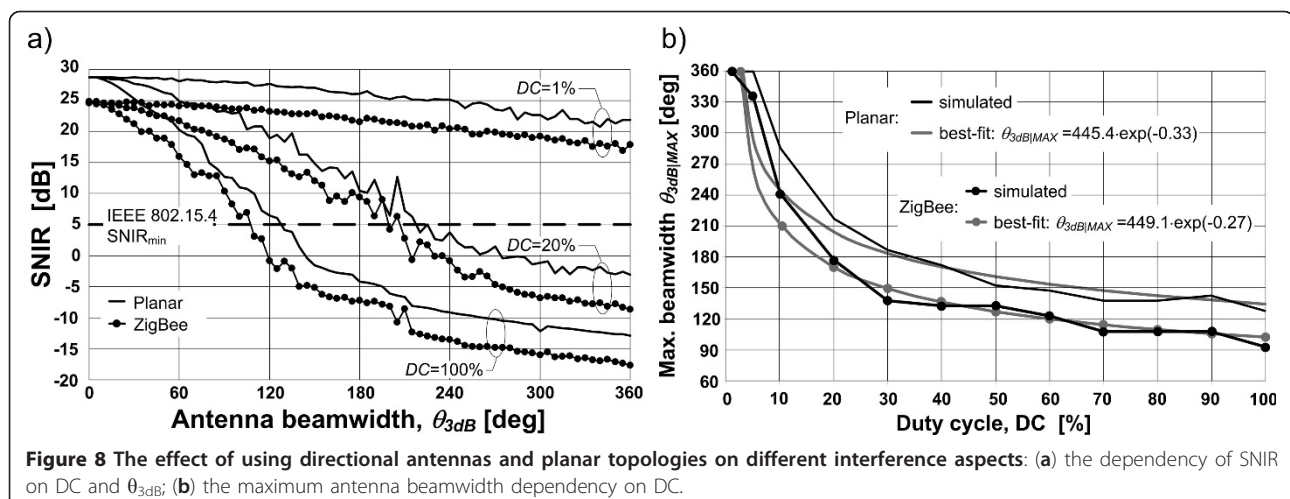 a)
SNIR [dB]
30
25
20
15
10
5
0
-5
-10
-15
-20
DC=1%
IEEE 802.15.4
SNIRmin
DC=20%
DC=100%
Planar
ZigBee
0 60 120 180 240 300 360
Antenna beamwidth, θ3dB [deg]
b)
Max. beamwidth θ3dB|MAX [deg]
360
330
300
270
240
210
180
150
120
90
60
Planar:
simulated
best-fit: θ3dB|MAX =445.4·exp(-0.33)
ZigBee:
simulated
best-fit: θ3dB|MAX =449.1·exp(-0.27)
0 10 20 30 40 50 60 70 80 90 100
Duty cycle, DC [%]
Figure 8 The effect of using directional antennas and planar topologies on different interference aspects: (a) the dependency of SNIR
on DC and θ3dB; (b) the maximum antenna beamwidth dependency on DC.